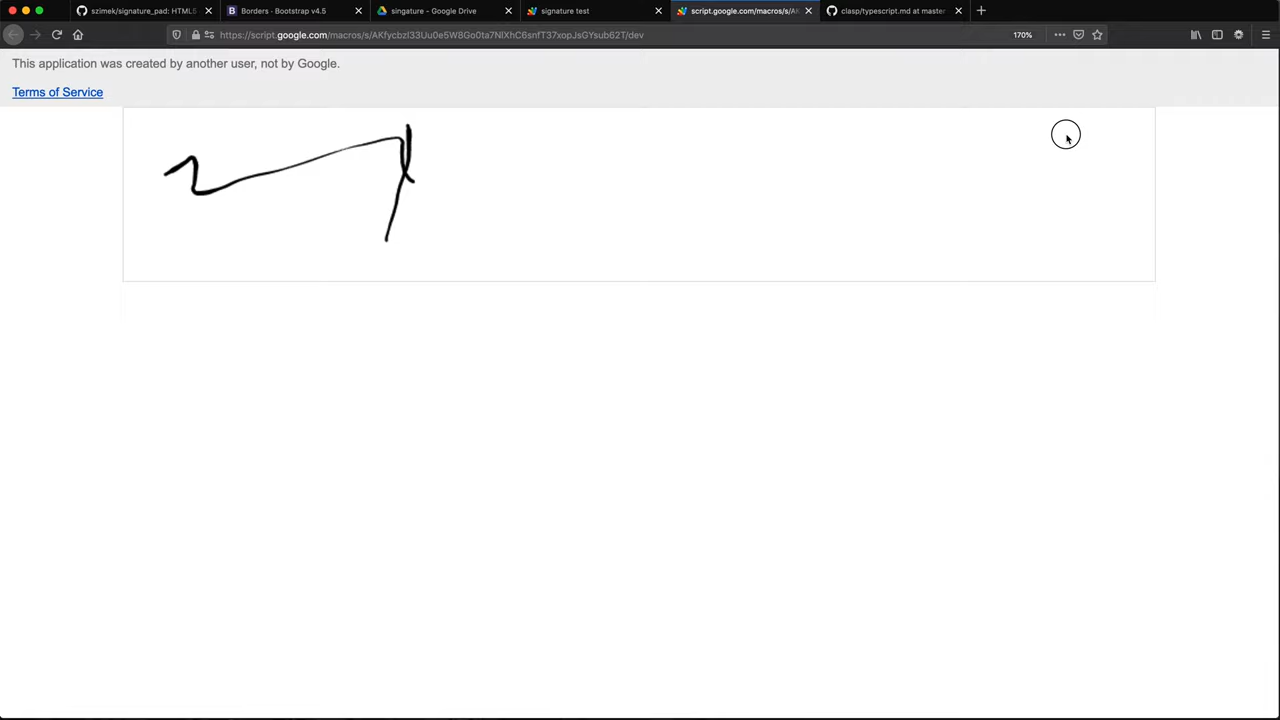 szimek/signature_pad: HTML5
Borders - Bootstrap v4.5
singature - Google Drive
signature test
script.google.com/macros/s/AK
clasp/typescript.md at master
https://script.google.com/macros/s/AKfycbzI33Uu0e5W8Go0ta7NlXhC6snfT37xopJsGYsub62T/dev
170%
This application was created by another user, not by Google.
Terms of Service